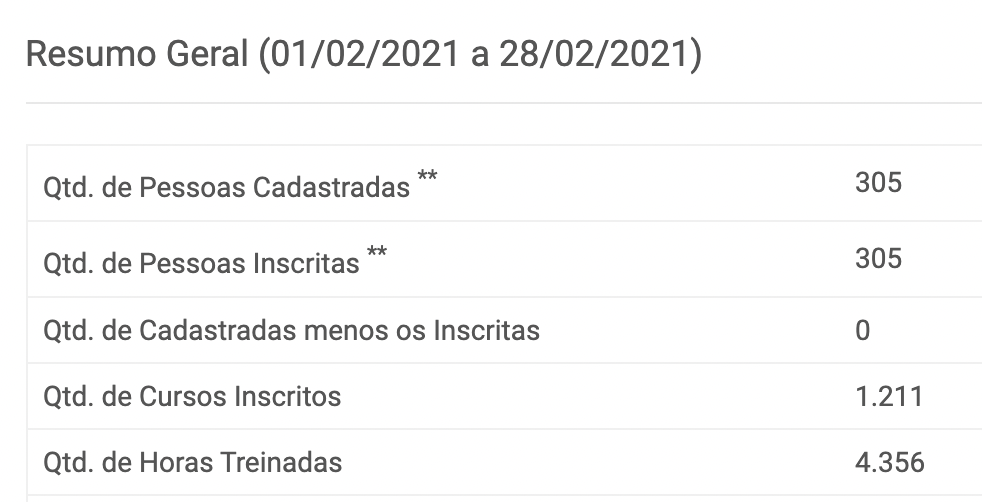 Resumo Geral (01/02/2021 a 28/02/2021)
Qtd. de Pessoas Cadastradas ** 305
Qtd. de Pessoas Inscritas ** 305
Qtd. de Cadastradas menos os Inscritas 0
Qtd. de Cursos Inscritos 1.211
Qtd. de Horas Treinadas 4.356